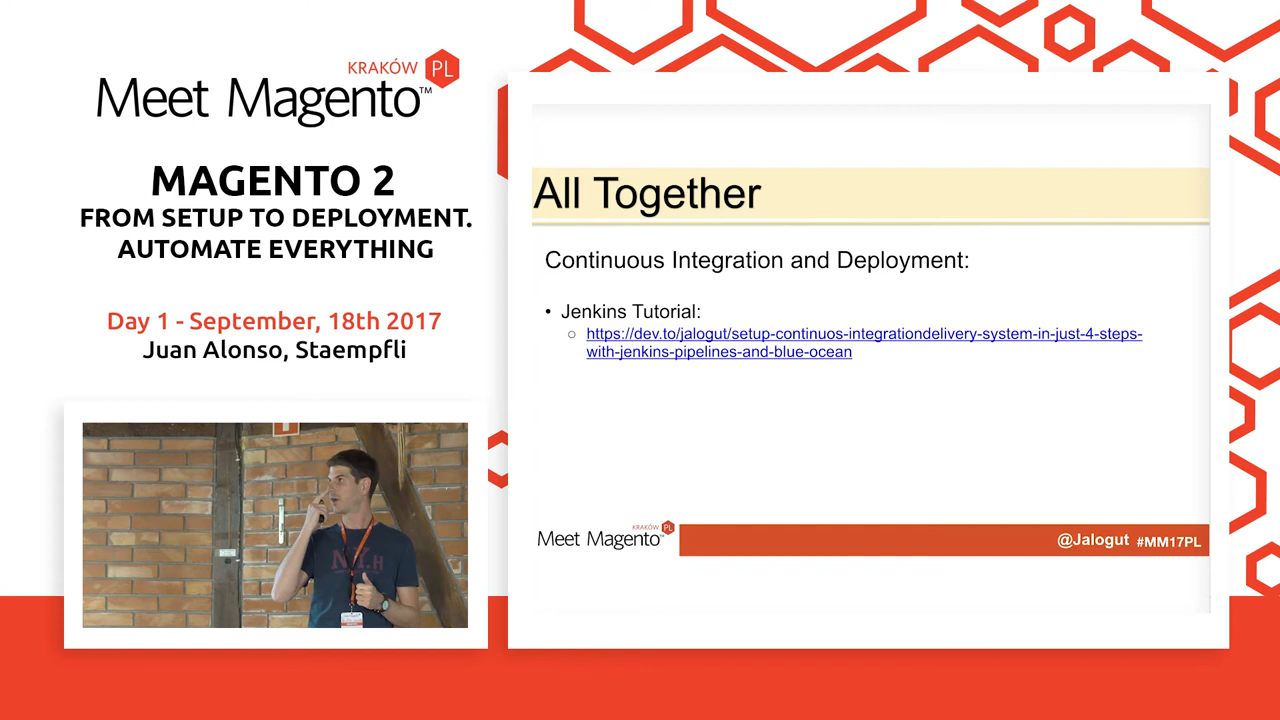 KRAKÓW PL
Meet Magento™
MAGENTO 2
FROM SETUP TO DEPLOYMENT.
AUTOMATE EVERYTHING
Day 1 - September, 18th 2017
Juan Alonso, Staempfli
All Together
Continuous Integration and Deployment:
• Jenkins Tutorial:
○ https://dev.to/jalogut/setup-continuos-integrationdelivery-system-in-just-4-steps-
with-jenkins-pipelines-and-blue-ocean
KRAKÓW PL
Meet Magento™
@Jalogut #MM17PL